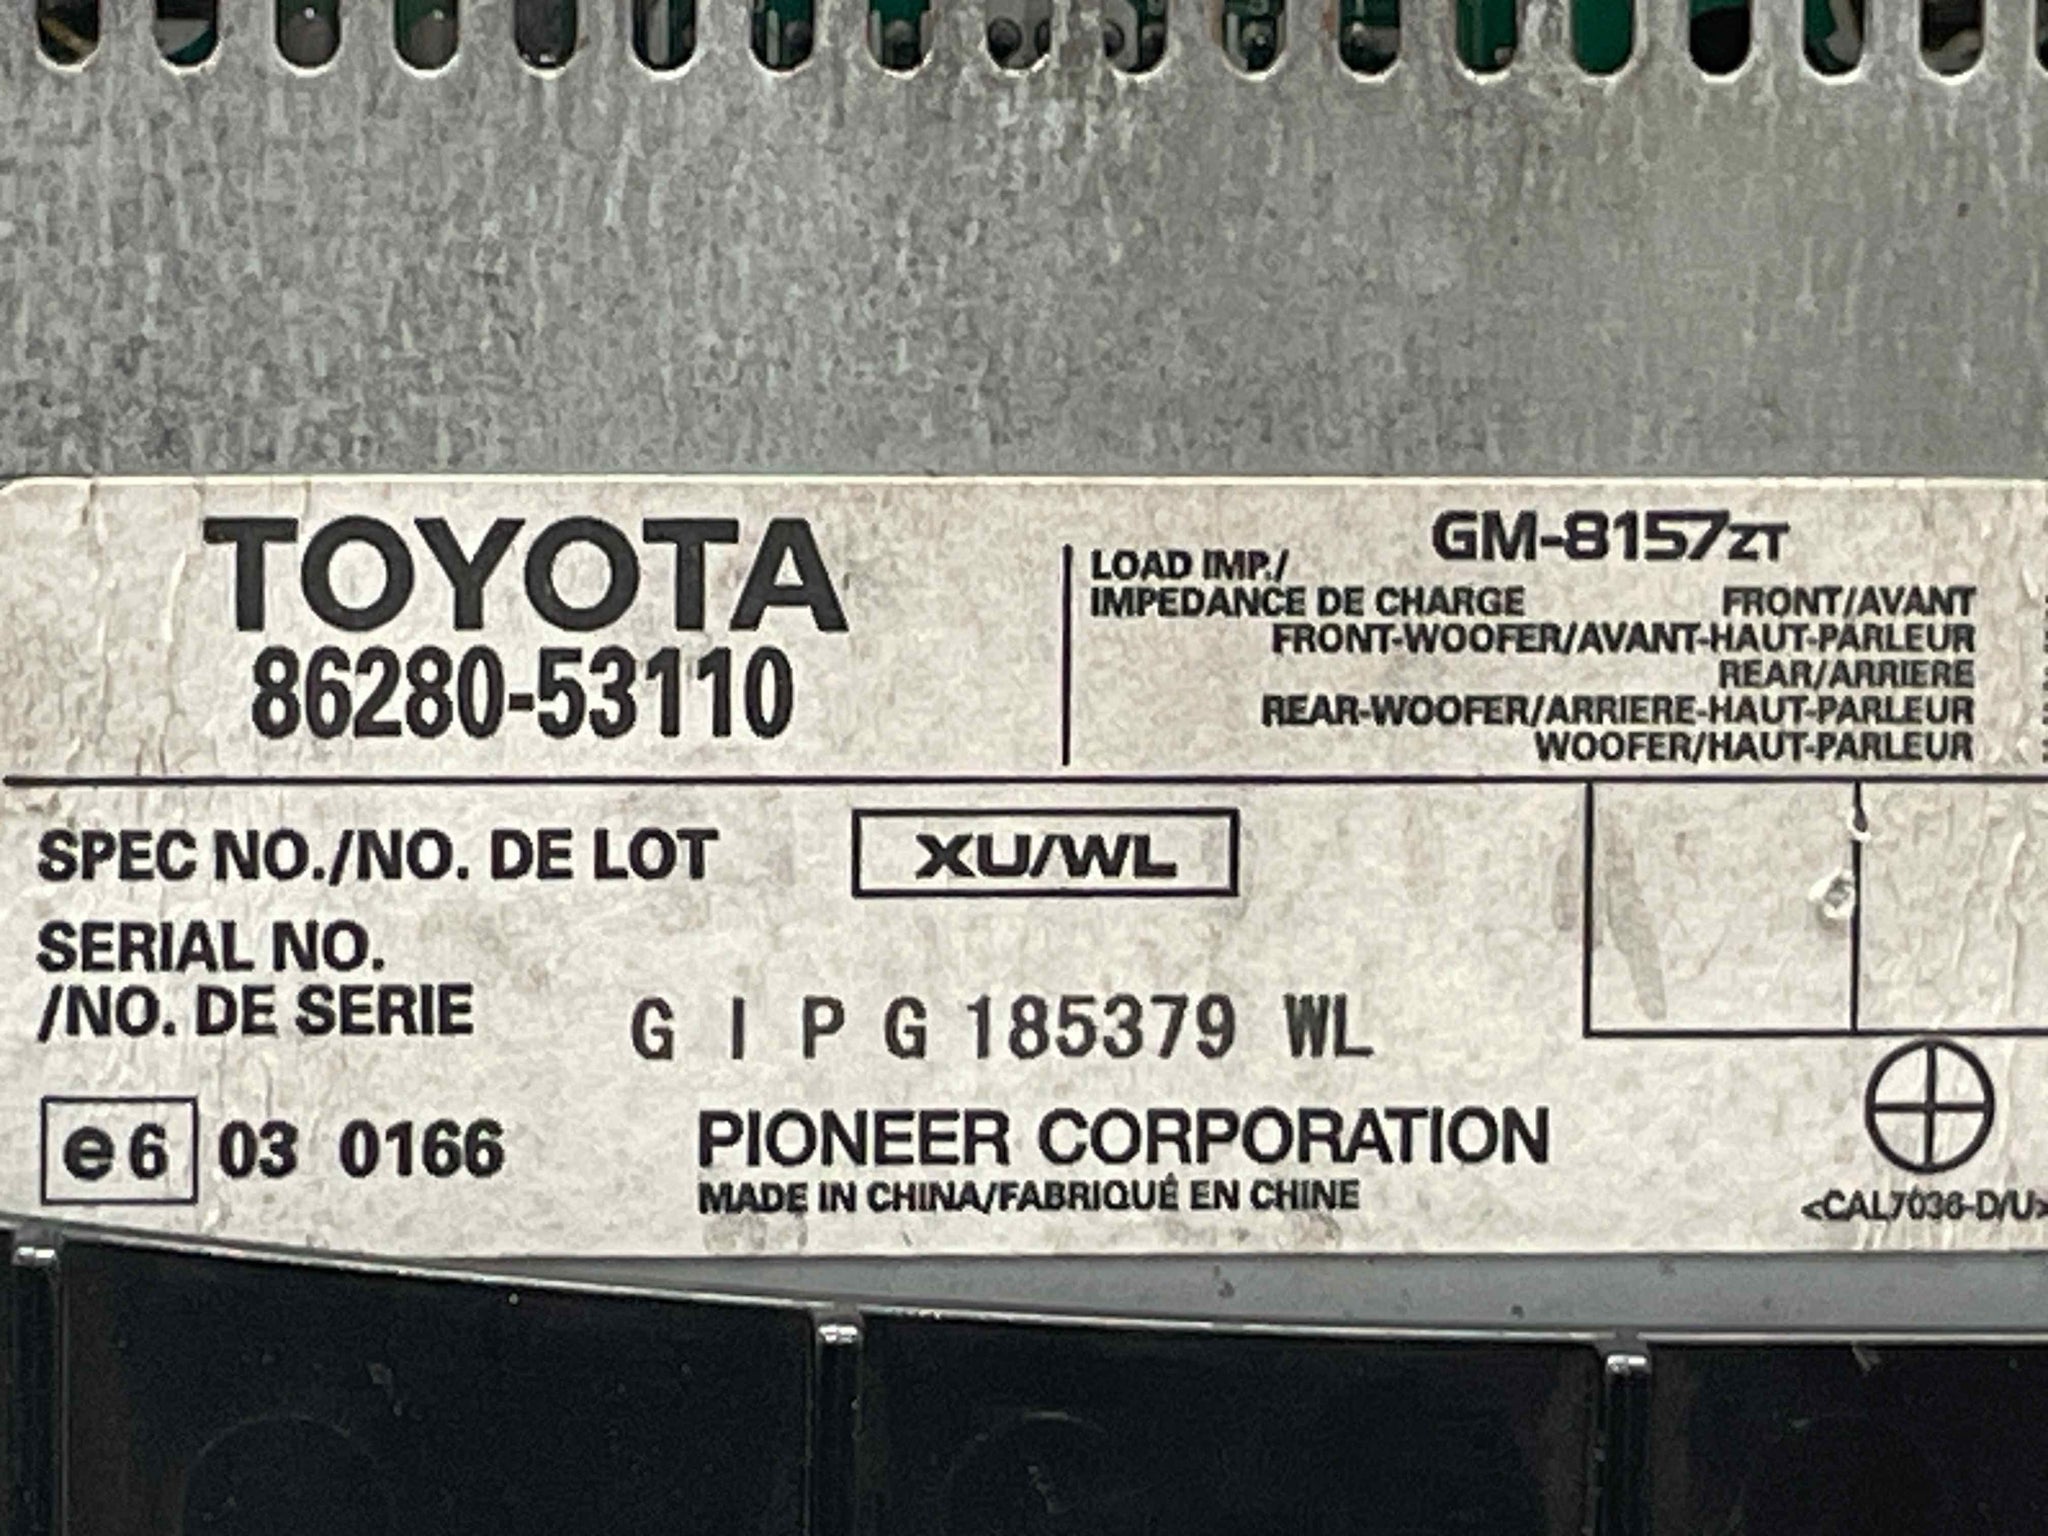 TOYOTA
86280-53110
GM-8157ZT
LOAD IMP./
IMPEDANCE DE CHARGE FRONT/AVANT
FRONT-WOOFER/AVANT-HAUT-PARLEUR
REAR/ARRIERE
REAR-WOOFER/ARRIERE-HAUT-PARLEUR
WOOFER/HAUT-PARLEUR
SPEC NO./NO. DE LOT XU/WL
SERIAL NO.
/NO. DE SERIE G I P G 185379 WL
e6 03 0166
PIONEER CORPORATION
MADE IN CHINA/FABRIQUÉ EN CHINE
<CAL7036-D/U>